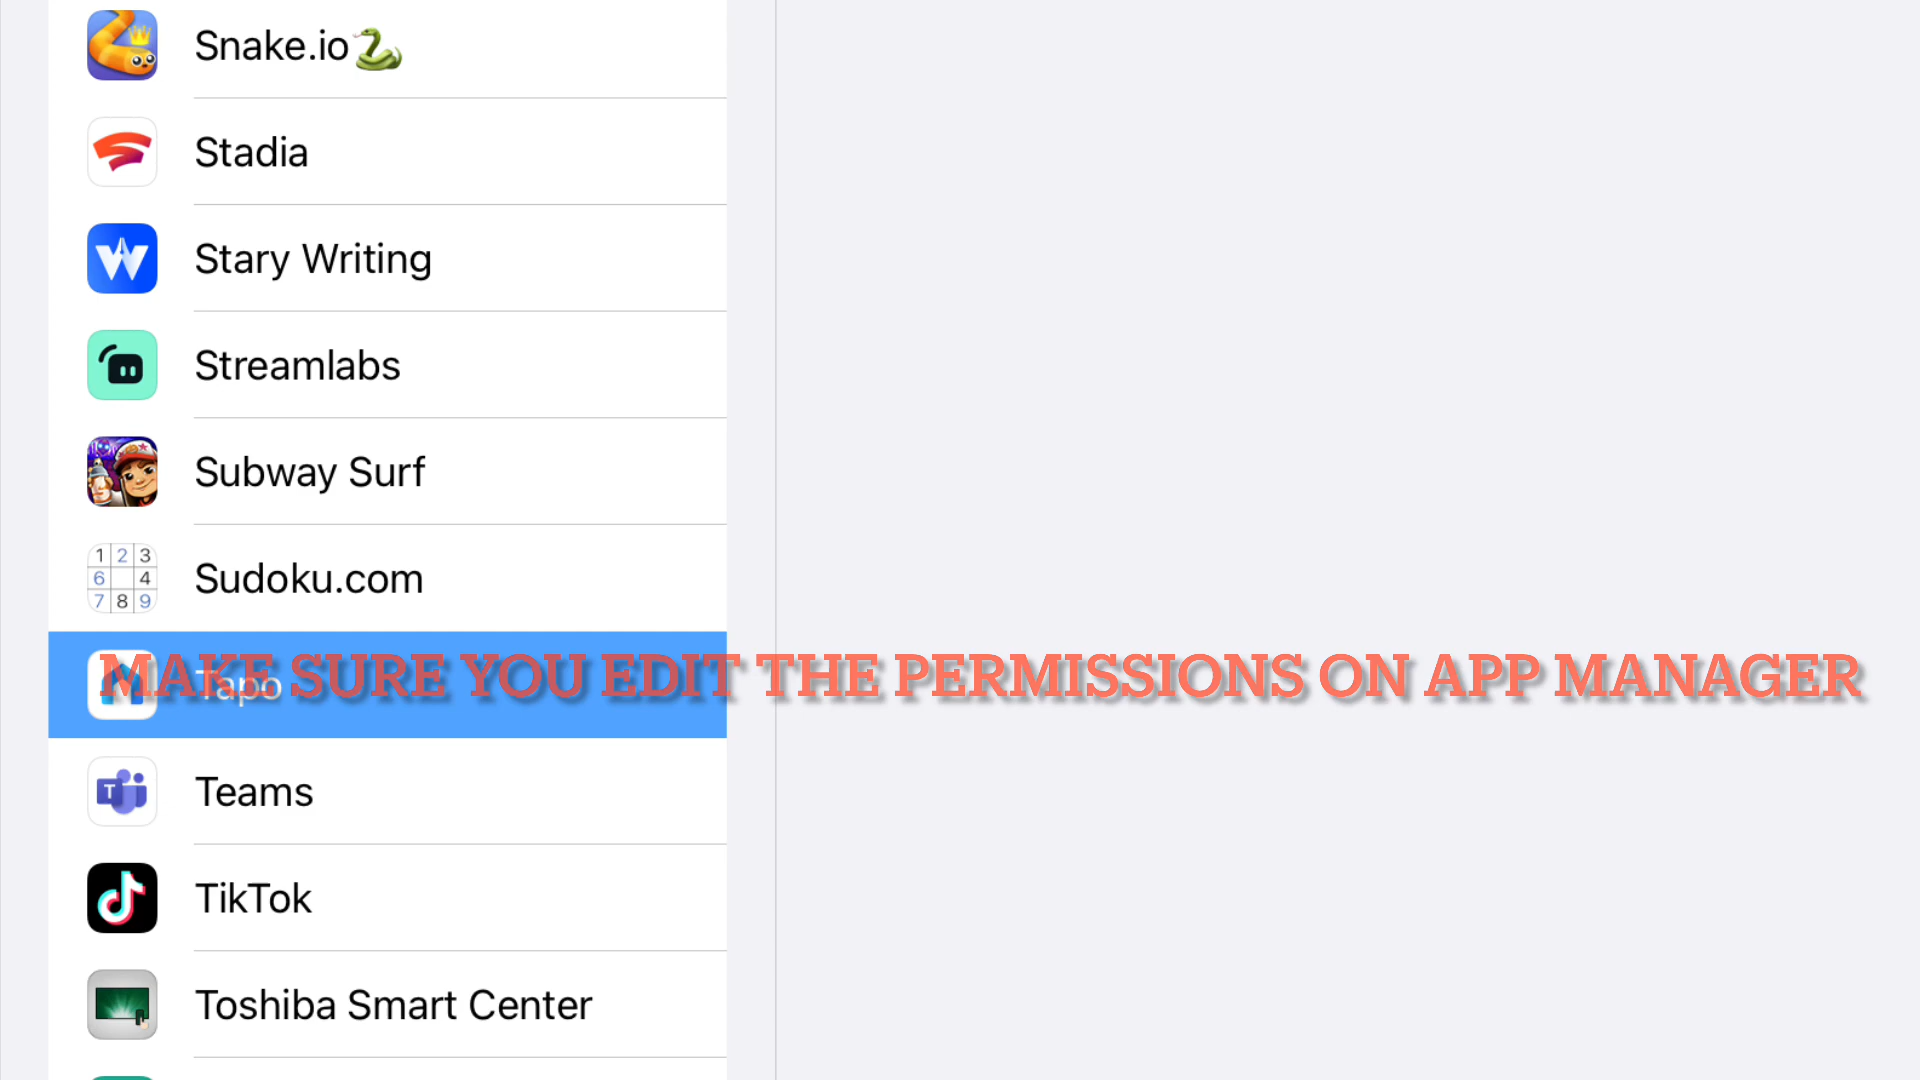 Snake.io🐍
Stadia
Stary Writing
Streamlabs
Subway Surf
1 2 3
6 4
7 8 9
Sudoku.com
Tapo
MAKE SURE YOU EDIT THE PERMISSIONS ON APP MANAGER
T
Teams
TikTok
Toshiba Smart Center